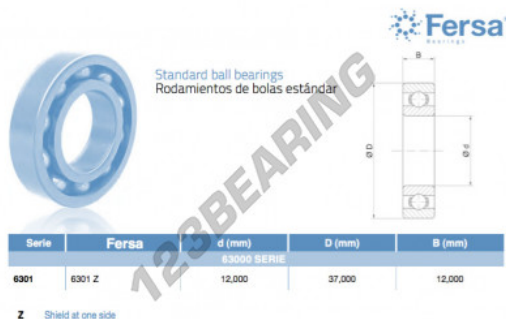 Fersa
Bearings
Standard ball bearings
Rodamientos de bolas estándar
B
Ø D
Ø d
123BEARING
Serie Fersa d (mm) D (mm) B (mm)
63000 SERIE
6301 6301 Z 12,000 37,000 12,000
Z Shield at one side